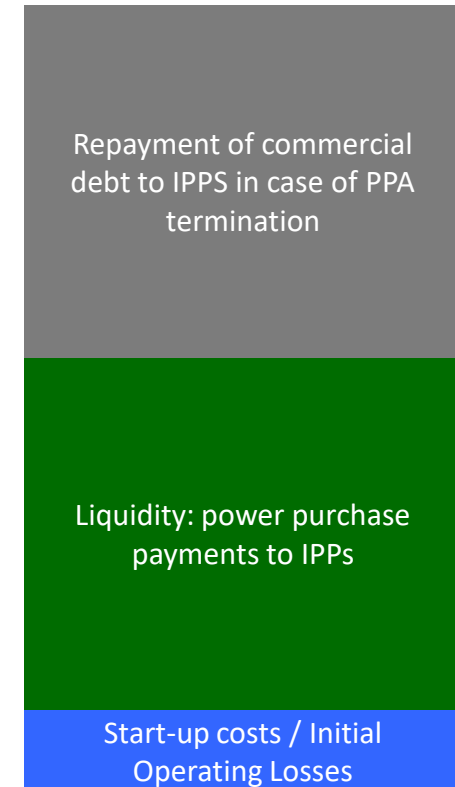 Repayment of commercial
debt to IPPS in case of PPA
termination
Liquidity: power purchase
payments to IPPs
Start-up costs / Initial
Operating Losses